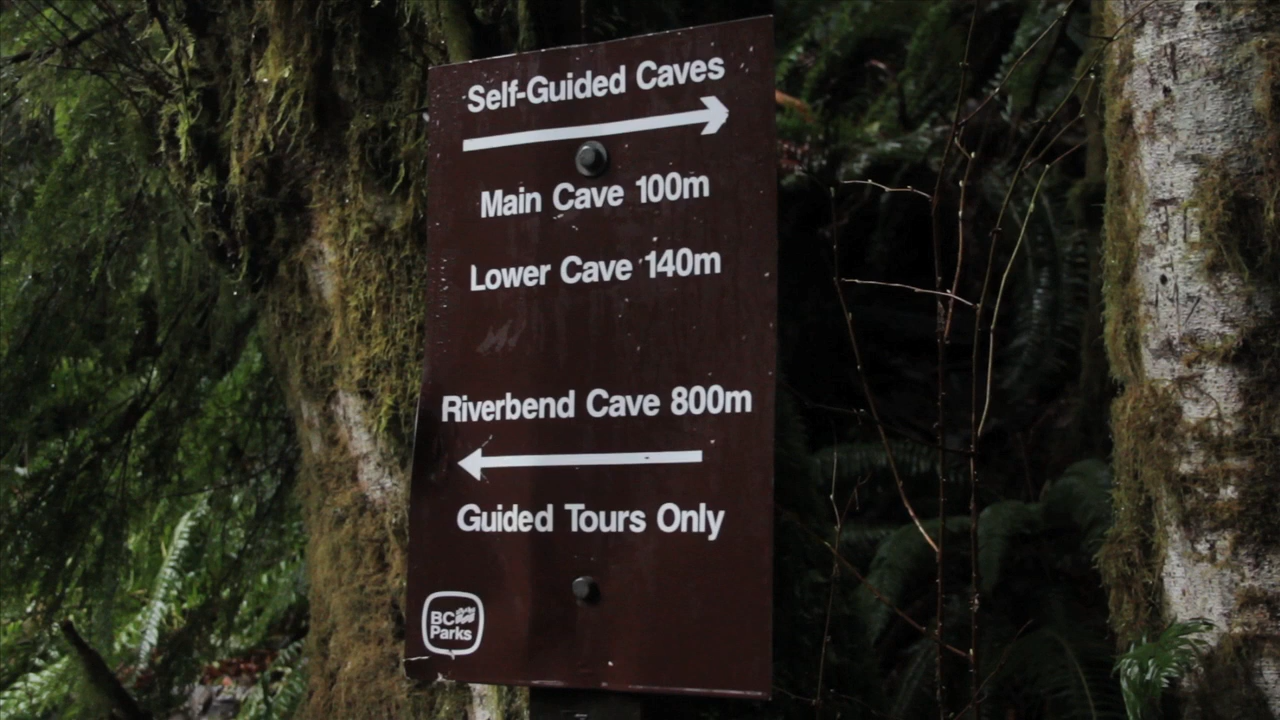 Self-Guided Caves
Main Cave 100m
Lower Cave 140m
Riverbend Cave 800m
Guided Tours Only
BC
Parks